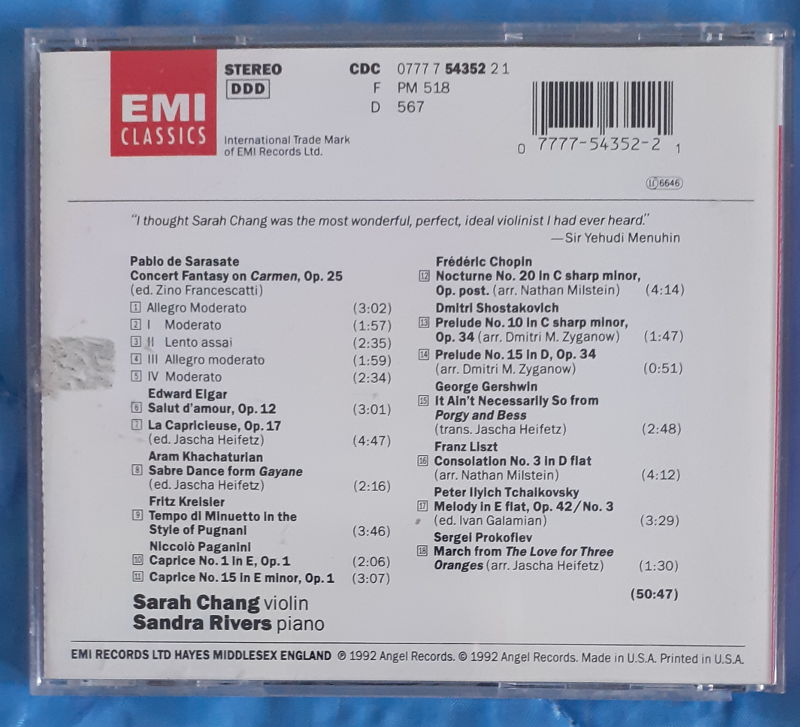 EMI
CLASSICS
STEREO
DDD
International Trade Mark
of EMI Records Ltd.
CDC 0777 7 54352 2 1
F PM 518
D 567
0 7777-54352-2 1
6646
"I thought Sarah Chang was the most wonderful, perfect, ideal violinist I had ever heard."
—Sir Yehudi Menuhin
Pablo de Sarasate
Concert Fantasy on Carmen, Op. 25
(ed. Zino Francescatti)
1 Allegro Moderato (3:02)
2 I Moderato (1:57)
3 II Lento assai (2:35)
4 III Allegro moderato (1:59)
5 IV Moderato (2:34)
Edward Elgar
6 Salut d'amour, Op. 12 (3:01)
7 La Capricieuse, Op. 17
(ed. Jascha Heifetz) (4:47)
Aram Khachaturian
8 Sabre Dance form Gayane
(ed. Jascha Heifetz) (2:16)
Fritz Kreisler
9 Tempo di Minuetto in the
Style of Pugnani (3:46)
Niccolò Paganini
10 Caprice No. 1 in E, Op. 1 (2:06)
11 Caprice No. 15 in E minor, Op. 1 (3:07)
Frédéric Chopin
12 Nocturne No. 20 in C sharp minor,
Op. post. (arr. Nathan Milstein) (4:14)
Dmitri Shostakovich
13 Prelude No. 10 in C sharp minor,
Op. 34 (arr. Dmitri M. Zyganow) (1:47)
14 Prelude No. 15 in D, Op. 34
(arr. Dmitri M. Zyganow) (0:51)
George Gershwin
15 It Ain't Necessarily So from
Porgy and Bess
(trans. Jascha Heifetz) (2:48)
Franz Liszt
16 Consolation No. 3 in D flat
(arr. Nathan Milstein) (4:12)
Peter Ilyich Tchaikovsky
17 Melody in E flat, Op. 42/No. 3
(ed. Ivan Galamian) (3:29)
Sergei Prokofiev
18 March from The Love for Three
Oranges (arr. Jascha Heifetz) (1:30)
(50:47)
Sarah Chang violin
Sandra Rivers piano
EMI RECORDS LTD HAYES MIDDLESEX ENGLAND ℗ 1992 Angel Records. © 1992 Angel Records. Made in U.S.A. Printed in U.S.A.